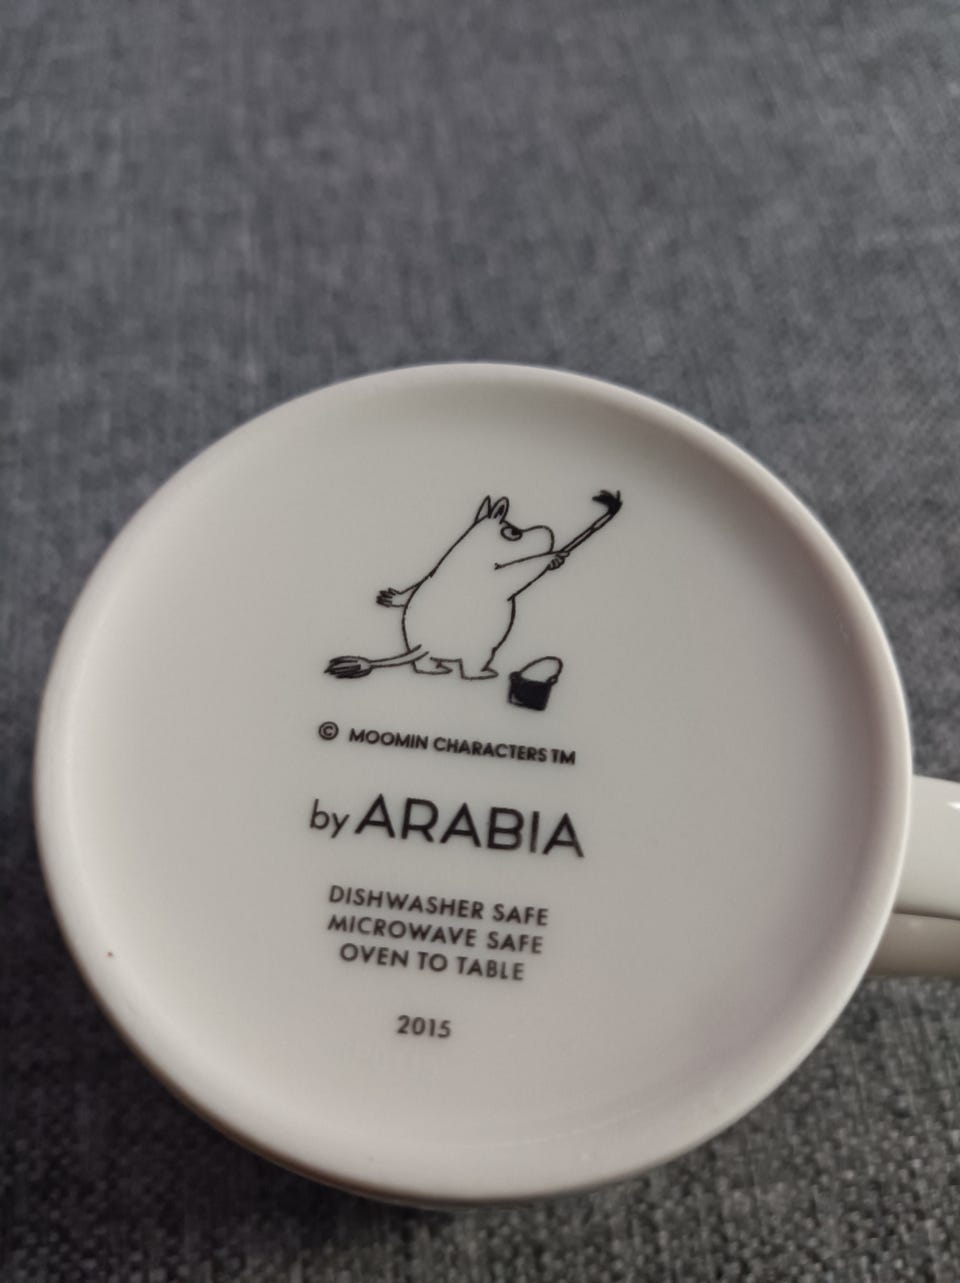 © MOOMIN CHARACTERS TM
by ARABIA
DISHWASHER SAFE
MICROWAVE SAFE
OVEN TO TABLE
2015